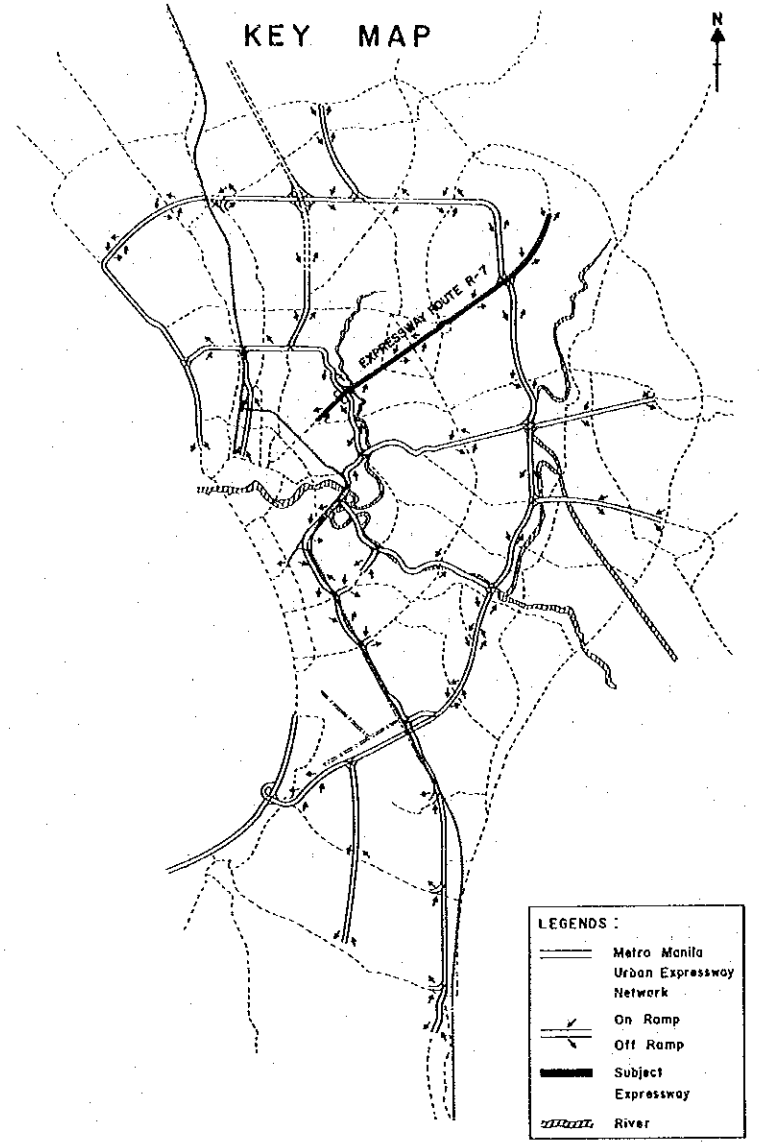 KEY MAP
N
EXPRESSWAY ROUTE R-7
LEGENDS :
Metro Manila
Urban Expressway
Network
On Ramp
Off Ramp
Subject
Expressway
River